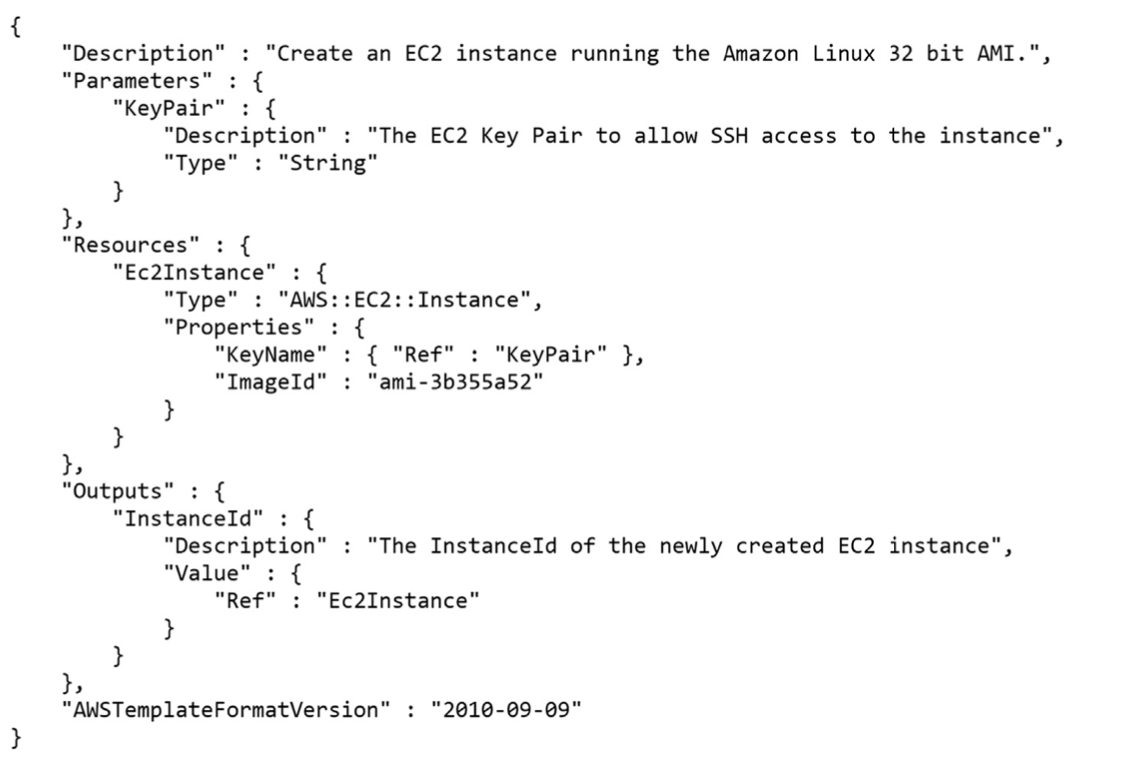 {
    "Description" : "Create an EC2 instance running the Amazon Linux 32 bit AMI.",
    "Parameters" : {
        "KeyPair" : {
            "Description" : "The EC2 Key Pair to allow SSH access to the instance",
            "Type" : "String"
        }
    },
    "Resources" : {
        "Ec2Instance" : {
            "Type" : "AWS::EC2::Instance",
            "Properties" : {
                "KeyName" : { "Ref" : "KeyPair" },
                "ImageId" : "ami-3b355a52"
            }
        }
    },
    "Outputs" : {
        "InstanceId" : {
            "Description" : "The InstanceId of the newly created EC2 instance",
            "Value" : {
                "Ref" : "Ec2Instance"
            }
        }
    },
    "AWSTemplateFormatVersion" : "2010-09-09"
}